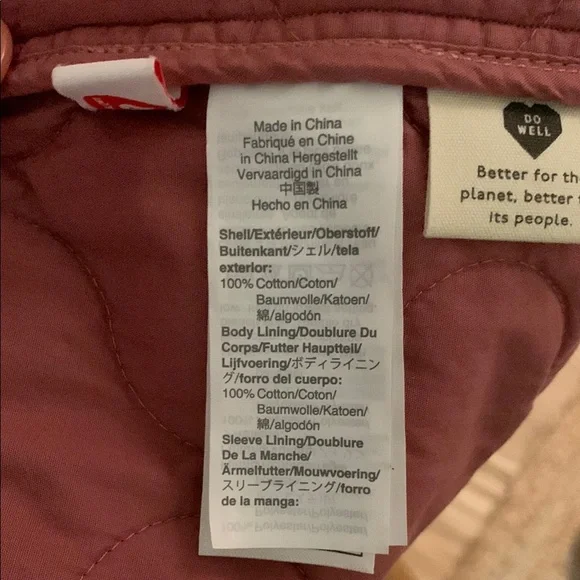 Made in China
Fabriqué en Chine
in China Hergestellt
Vervaardigd in China
中国製
Hecho en China
Shell/Extérieur/Oberstoff/
Buitenkant/シェル/tela
exterior:
100% Cotton/Coton/
Baumwolle/Katoen/
綿/algodón
Body Lining/Doublure Du
Corps/Futter Hauptteil/
Lijfvoering/ボディライニン
グ/forro del cuerpo:
100% Cotton/Coton/
Baumwolle/Katoen/
綿/algodón
Sleeve Lining/Doublure
De La Manche/
Ärmelfutter/Mouwvoering/
スリーブライニング/forro
de la manga:
DO
WELL
Better for the
planet, better
its people.